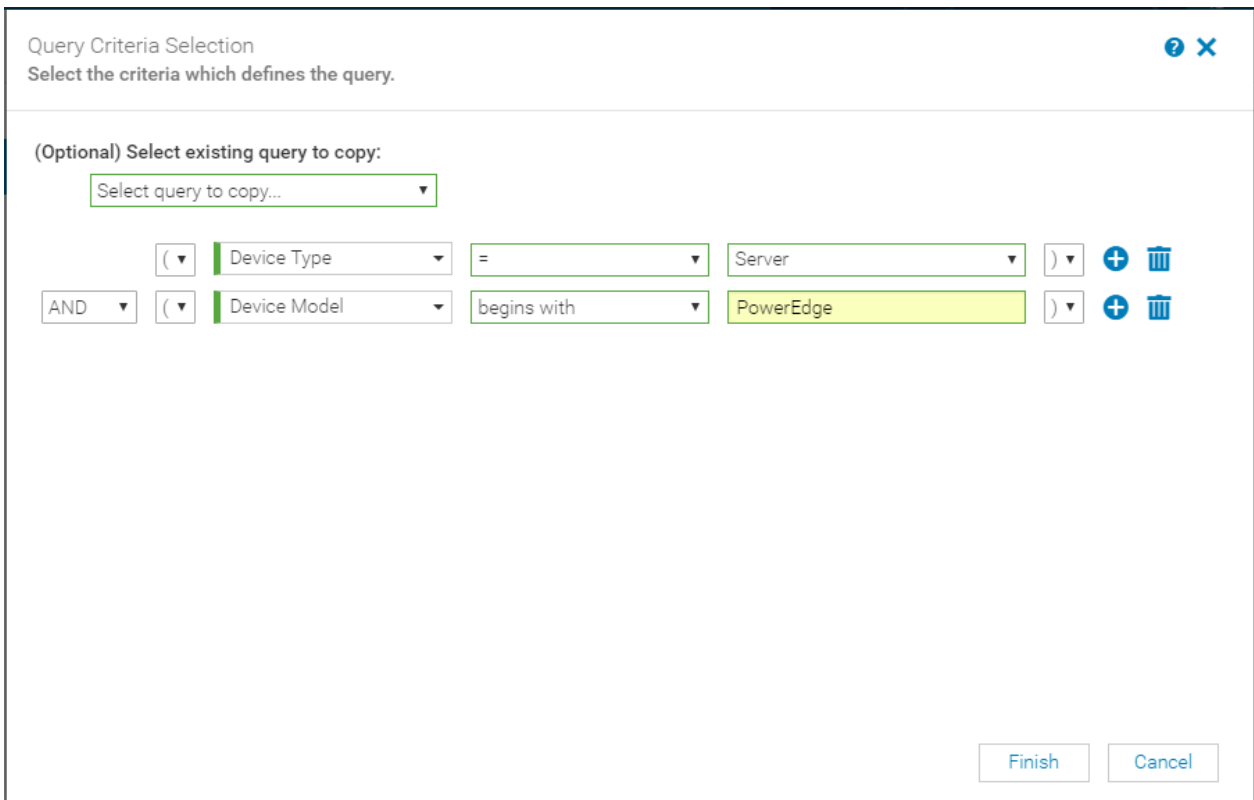 Query Criteria Selection
Select the criteria which defines the query.
(Optional) Select existing query to copy:
Select query to copy...
( Device Type = Server )
AND ( Device Model begins with PowerEdge )
Finish Cancel